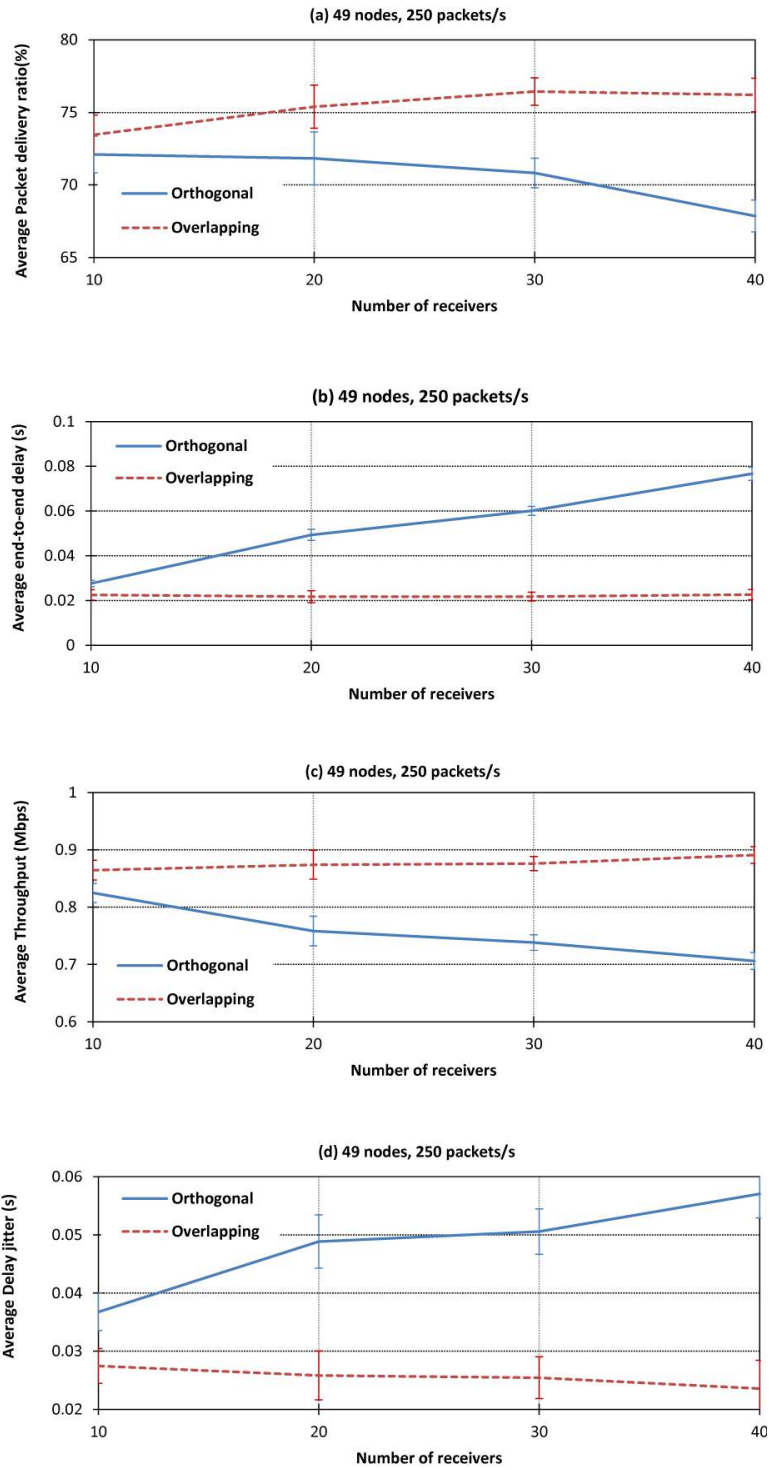 (a) 49 nodes, 250 packets/s
Average Packet delivery ratio(%)
80
75
70
65
Orthogonal
Overlapping
10 20 30 40
Number of receivers
(b) 49 nodes, 250 packets/s
Average end-to-end delay (s)
0.1
0.08
0.06
0.04
0.02
0
Orthogonal
Overlapping
10 20 30 40
Number of receivers
(c) 49 nodes, 250 packets/s
Average Throughput (Mbps)
1
0.9
0.8
0.7
0.6
Orthogonal
Overlapping
10 20 30 40
Number of receivers
(d) 49 nodes, 250 packets/s
Average Delay jitter (s)
0.06
0.05
0.04
0.03
0.02
Orthogonal
Overlapping
10 20 30 40
Number of receivers